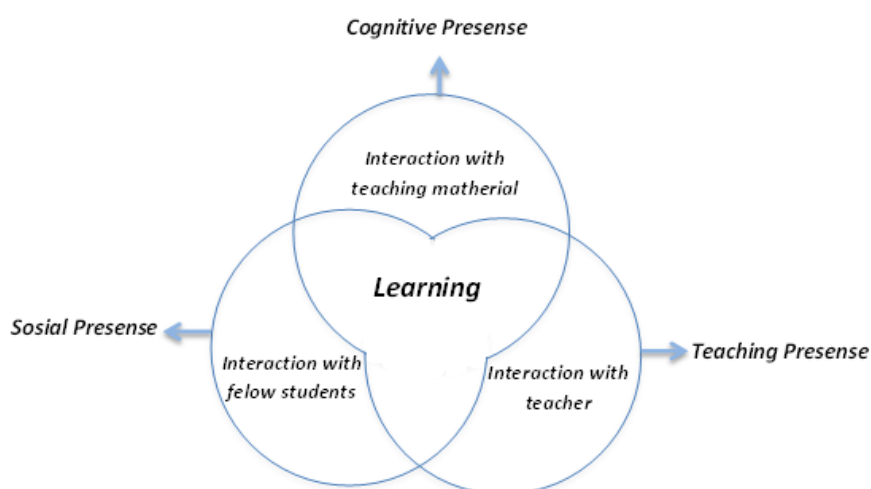 Cognitive Presense
Interaction with
teaching matherial
Learning
Sosial Presense
Teaching Presense
Interaction with
felow students
Interaction with
teacher